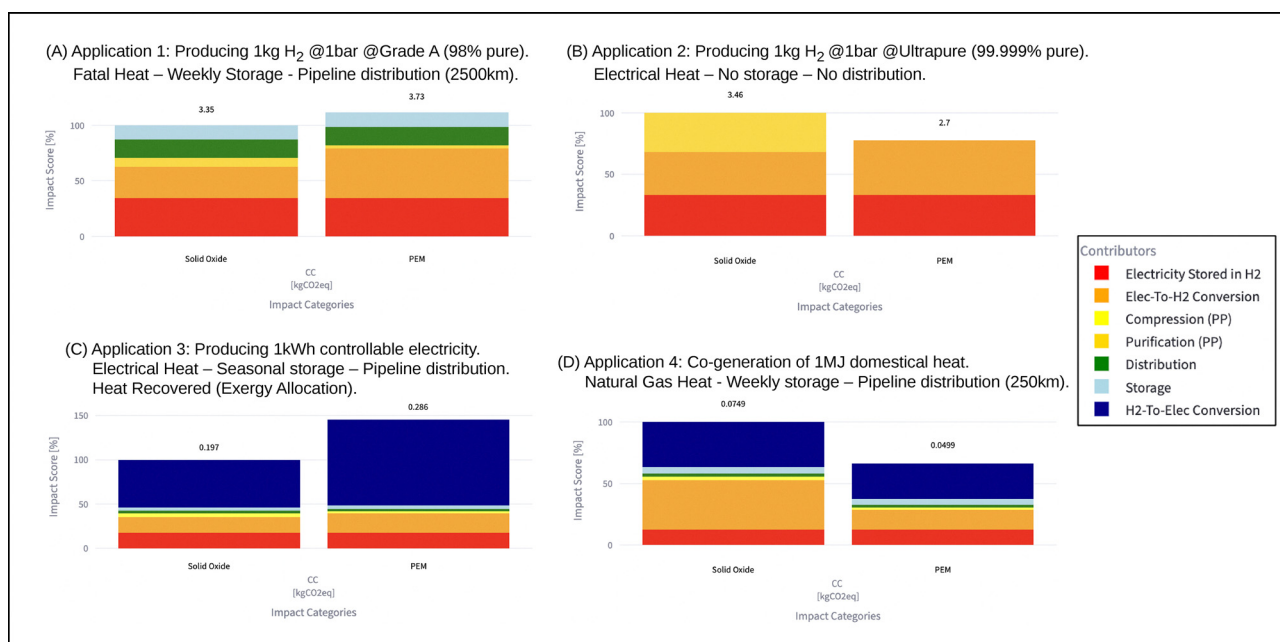 (A) Application 1: Producing 1kg H2 @1bar @Grade A (98% pure).
Fatal Heat – Weekly Storage - Pipeline distribution (2500km).
3.35
3.73
100
50
0
Impact Score [%]
Solid Oxide
PEM
CC
[kgCO2eq]
Impact Categories
(B) Application 2: Producing 1kg H2 @1bar @Ultrapure (99.999% pure).
Electrical Heat – No storage – No distribution.
3.46
2.7
100
50
0
Impact Score [%]
Solid Oxide
PEM
CC
[kgCO2eq]
Impact Categories
Contributors
Electricity Stored in H2
Elec-To-H2 Conversion
Compression (PP)
Purification (PP)
Distribution
Storage
H2-To-Elec Conversion
(C) Application 3: Producing 1kWh controllable electricity.
Electrical Heat – Seasonal storage – Pipeline distribution.
Heat Recovered (Exergy Allocation).
0.197
0.286
150
100
50
0
Impact Score [%]
Solid Oxide
PEM
CC
[kgCO2eq]
Impact Categories
(D) Application 4: Co-generation of 1MJ domestical heat.
Natural Gas Heat - Weekly storage – Pipeline distribution (250km).
0.0749
0.0499
100
50
0
Impact Score [%]
Solid Oxide
PEM
CC
[kgCO2eq]
Impact Categories